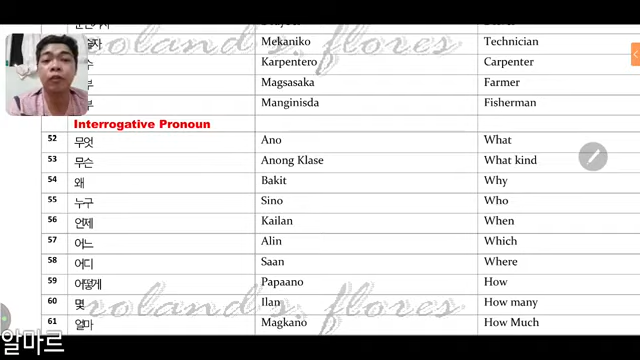 Mekaniko Technician
Karpentero Carpenter
Magsasaka Farmer
Manginisda Fisherman
Interrogative Pronoun
52 무엇 Ano What
53 무슨 Anong Klase What kind
54 왜 Bakit Why
55 누구 Sino Who
56 언제 Kailan When
57 어느 Alin Which
58 어디 Saan Where
59 어떻게 Papaano How
60 몇 Ilan How many
61 얼마 Magkano How Much
roland s. flores
roland s. flores
알마르